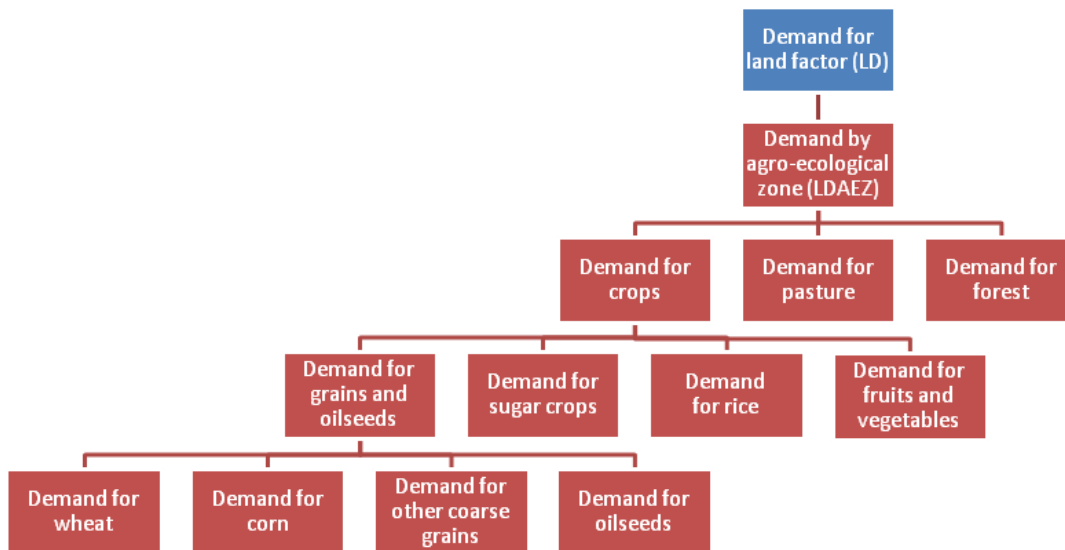 Demand for
land factor (LD)
Demand by
agro-ecological
zone (LDAEZ)
Demand for
crops
Demand for
pasture
Demand for
forest
Demand for
grains and
oilseeds
Demand for
sugar crops
Demand
for rice
Demand for
fruits and
vegetables
Demand for
wheat
Demand for
corn
Demand for
other coarse
grains
Demand for
oilseeds